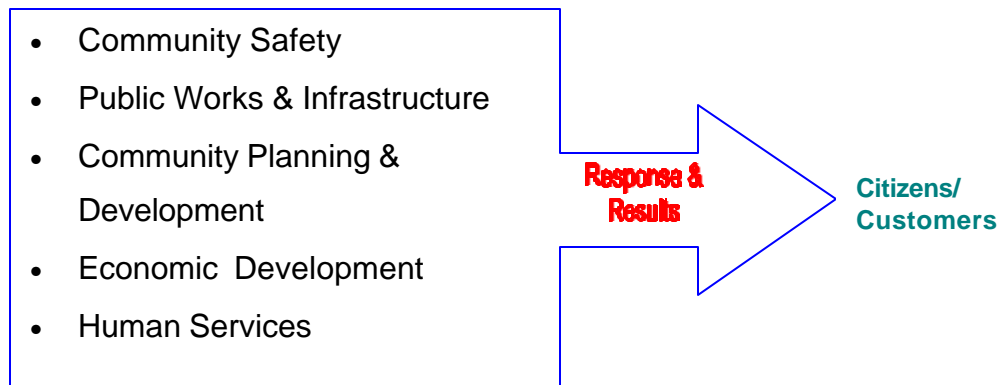 • Community Safety
• Public Works & Infrastructure
• Community Planning &
Development
• Economic Development
• Human Services
Response &
Results
Citizens/
Customers